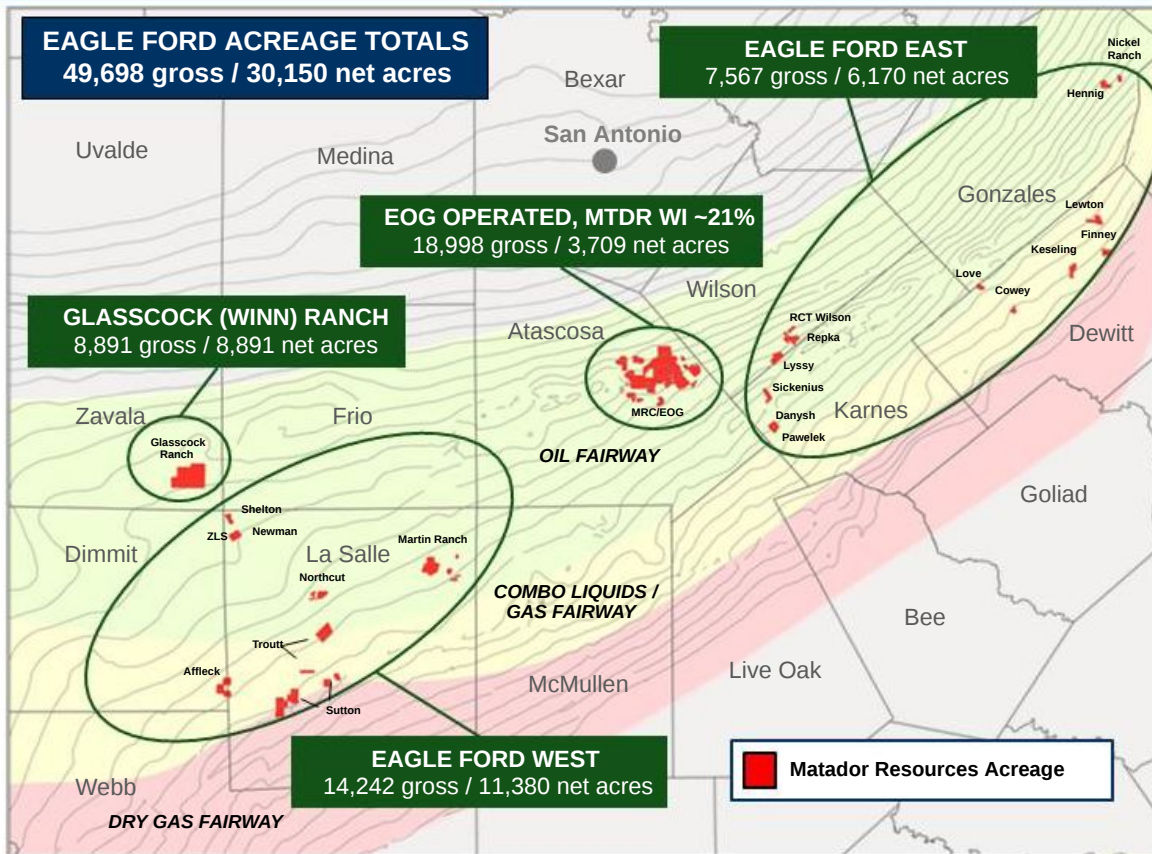 EAGLE FORD ACREAGE TOTALS
49,698 gross / 30,150 net acres
EAGLE FORD EAST
7,567 gross / 6,170 net acres
Nickel
Ranch
Hennig
Bexar
San Antonio
Uvalde
Medina
Gonzales
Lewton
Finney
Keseling
Love
Cowey
EOG OPERATED, MTDR WI ~21%
18,998 gross / 3,709 net acres
Wilson
Dewitt
GLASSCOCK (WINN) RANCH
8,891 gross / 8,891 net acres
Atascosa
RCT Wilson
Repka
Lyssy
Sickenius
Danysh
Pawelek
Karnes
MRC/EOG
Zavala
Frio
Glasscock
Ranch
OIL FAIRWAY
Goliad
Shelton
ZLS
Newman
Dimmit
La Salle
Martin Ranch
Northcut
COMBO LIQUIDS /
GAS FAIRWAY
Bee
Troutt
Affleck
Sutton
McMullen
Live Oak
EAGLE FORD WEST
14,242 gross / 11,380 net acres
Matador Resources Acreage
Webb
DRY GAS FAIRWAY